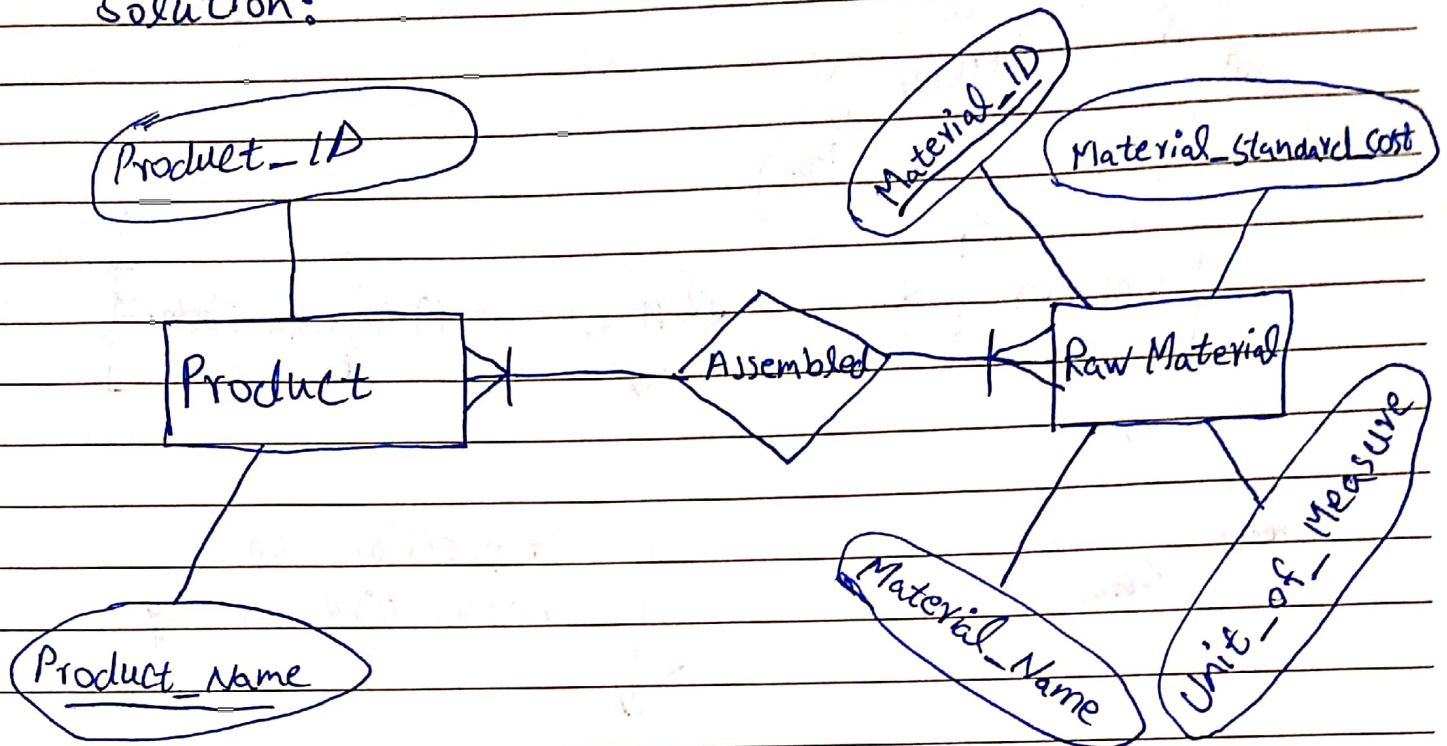 Solution:
Product_ID
Material_ID
Material_Standard_Cost
Product
Assembled
Raw Material
Product_Name
Material_Name
Unit_of_Measure